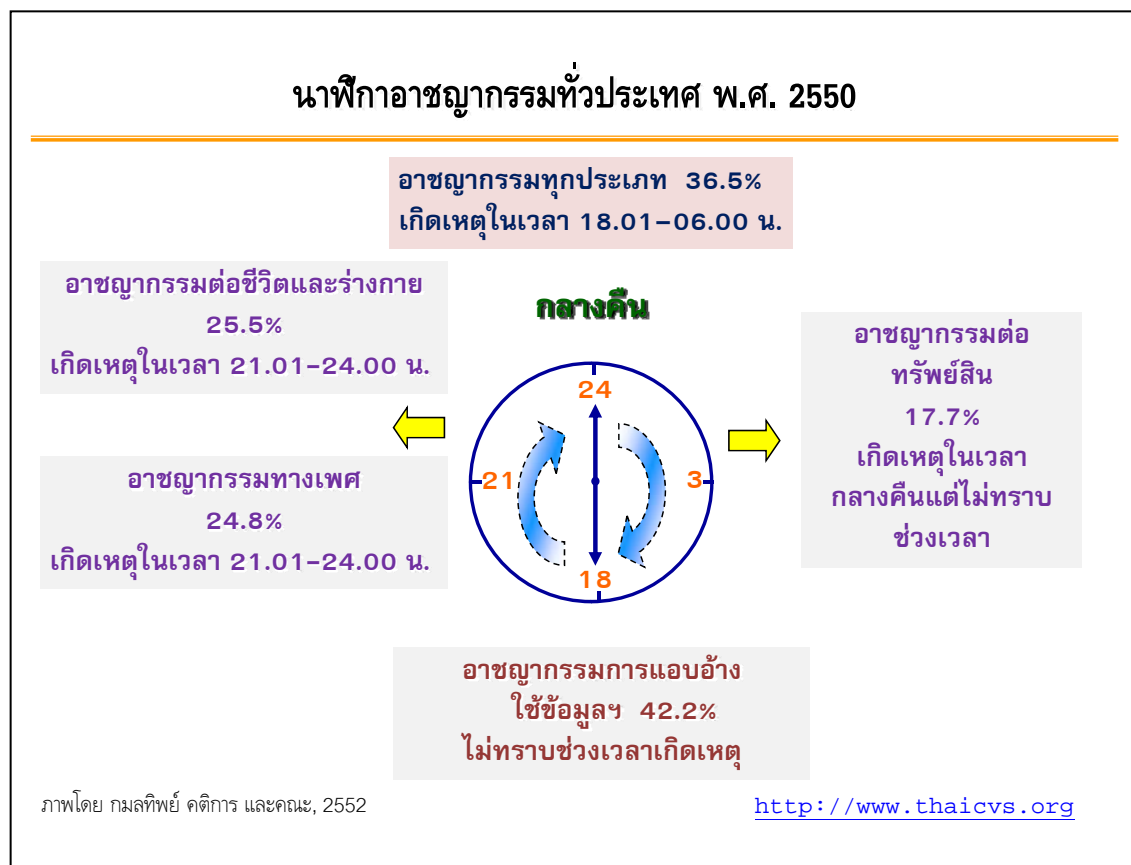 นาฬิกาอาชญากรรมทั่วประเทศ พ.ศ. 2550
อาชญากรรมทุกประเภท 36.5%
เกิดเหตุในเวลา 18.01-06.00 น.
อาชญากรรมต่อชีวิตและร่างกาย
25.5%
เกิดเหตุในเวลา 21.01-24.00 น.
กลางคืน
อาชญากรรมต่อ
ทรัพย์สิน
17.7%
เกิดเหตุในเวลา
กลางคืนแต่ไม่ทราบ
ช่วงเวลา
24
21
3
18
อาชญากรรมทางเพศ
24.8%
เกิดเหตุในเวลา 21.01-24.00 น.
อาชญากรรมการแอบอ้าง
ใช้ข้อมูลฯ 42.2%
ไม่ทราบช่วงเวลาเกิดเหตุ
ภาพโดย กมลทิพย์ คติการ และคณะ, 2552
http://www.thaicvs.org